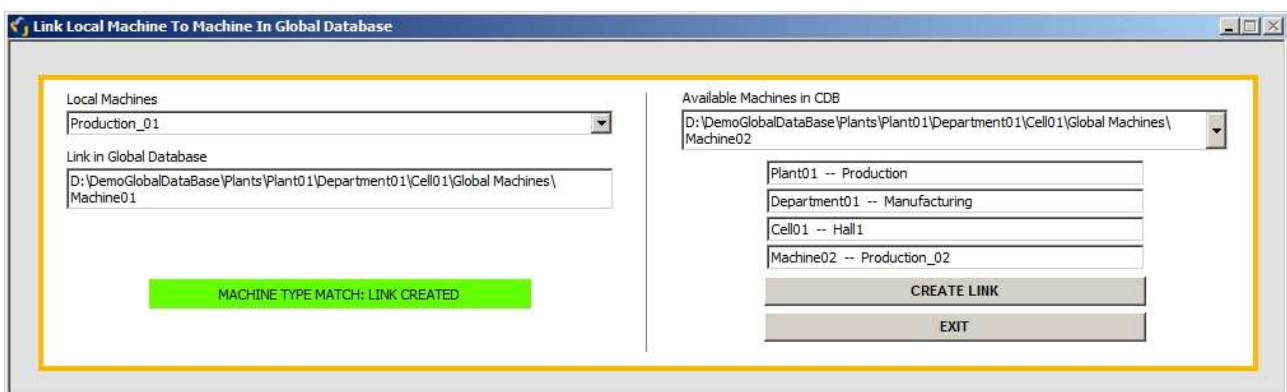 Link Local Machine To Machine In Global Database
Local Machines
Production_01
Link in Global Database
D:\DemoGlobalDataBase\Plants\Plant01\Department01\Cell01\Global Machines\
Machine01
MACHINE TYPE MATCH: LINK CREATED
Available Machines in CDB
D:\DemoGlobalDataBase\Plants\Plant01\Department01\Cell01\Global Machines\
Machine02
Plant01 -- Production
Department01 -- Manufacturing
Cell01 -- Hall1
Machine02 -- Production_02
CREATE LINK
EXIT